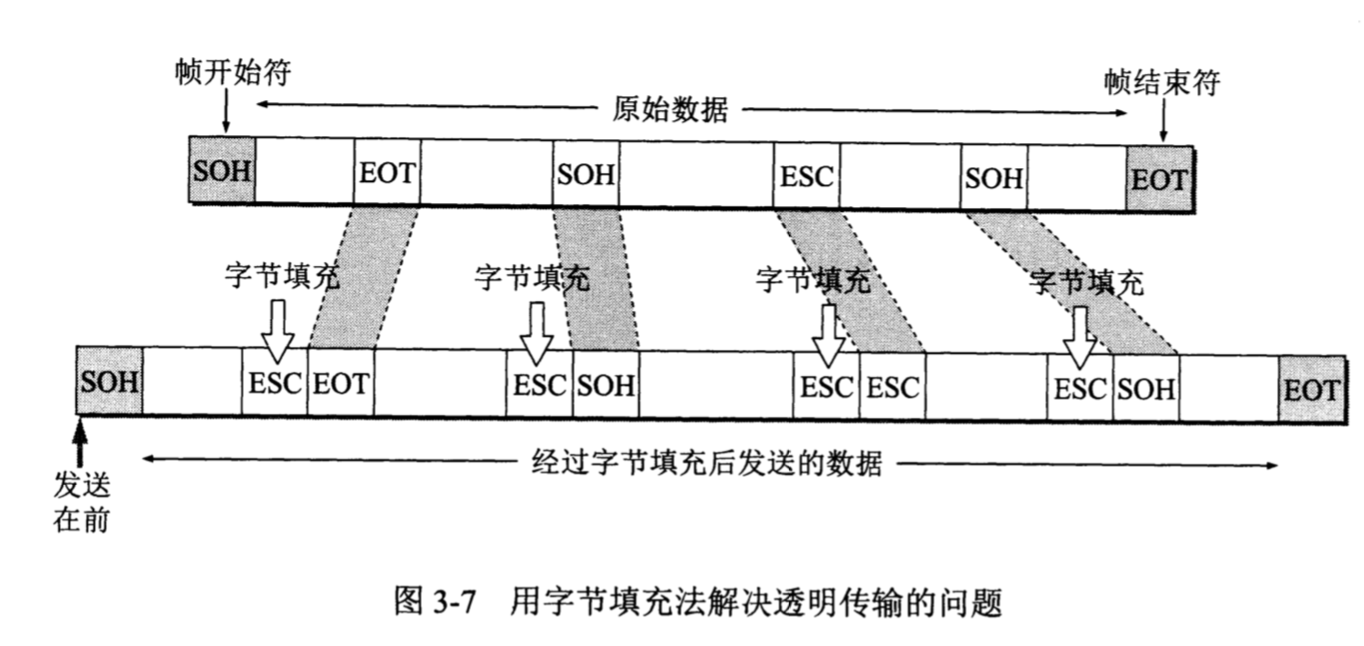 帧开始符
帧结束符
原始数据
SOH EOT SOH ESC SOH EOT
字节填充 字节填充 字节填充 字节填充
SOH ESC EOT ESC SOH ESC ESC ESC SOH EOT
经过字节填充后发送的数据
发送
在前
图 3-7 用字节填充法解决透明传输的问题